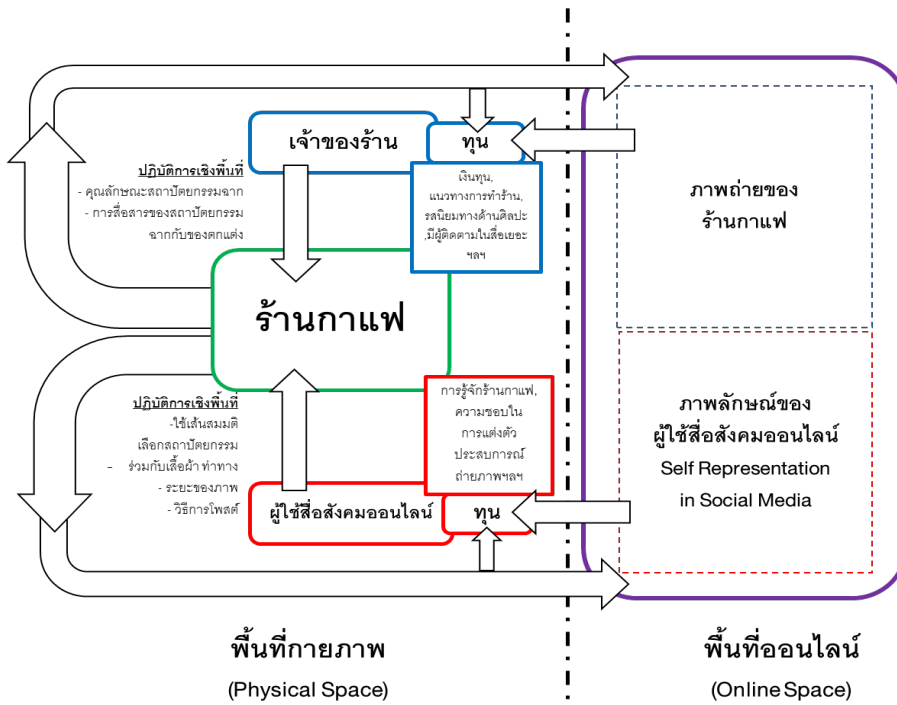 เจ้าของร้าน
ทุน
เงินทุน,
แนวทางการทำร้าน,
รสนิยมทางด้านศิลปะ
,มีผู้ติดตามในสื่อเยอะ
ฯลฯ
ปฏิบัติการเชิงพื้นที่
- คุณลักษณะสถาปัตยกรรมฉาก
- การสื่อสารของสถาปัตยกรรม
ฉากกับของตกแต่ง
ร้านกาแฟ
ปฏิบัติการเชิงพื้นที่
-ใช้เส้นสมมติ
เลือกสถาปัตยกรรม
- ร่วมกับเสื้อผ้า ท่าทาง
- ระยะของภาพ
- วิธีการโพสต์
การรู้จักร้านกาแฟ,
ความชอบใน
การแต่งตัว
ประสบการณ์
ถ่ายภาพฯลฯ
ผู้ใช้สื่อสังคมออนไลน์
ทุน
ภาพถ่ายของ
ร้านกาแฟ
ภาพลักษณ์ของ
ผู้ใช้สื่อสังคมออนไลน์
Self Representation
in Social Media
พื้นที่กายภาพ
(Physical Space)
พื้นที่ออนไลน์
(Online Space)